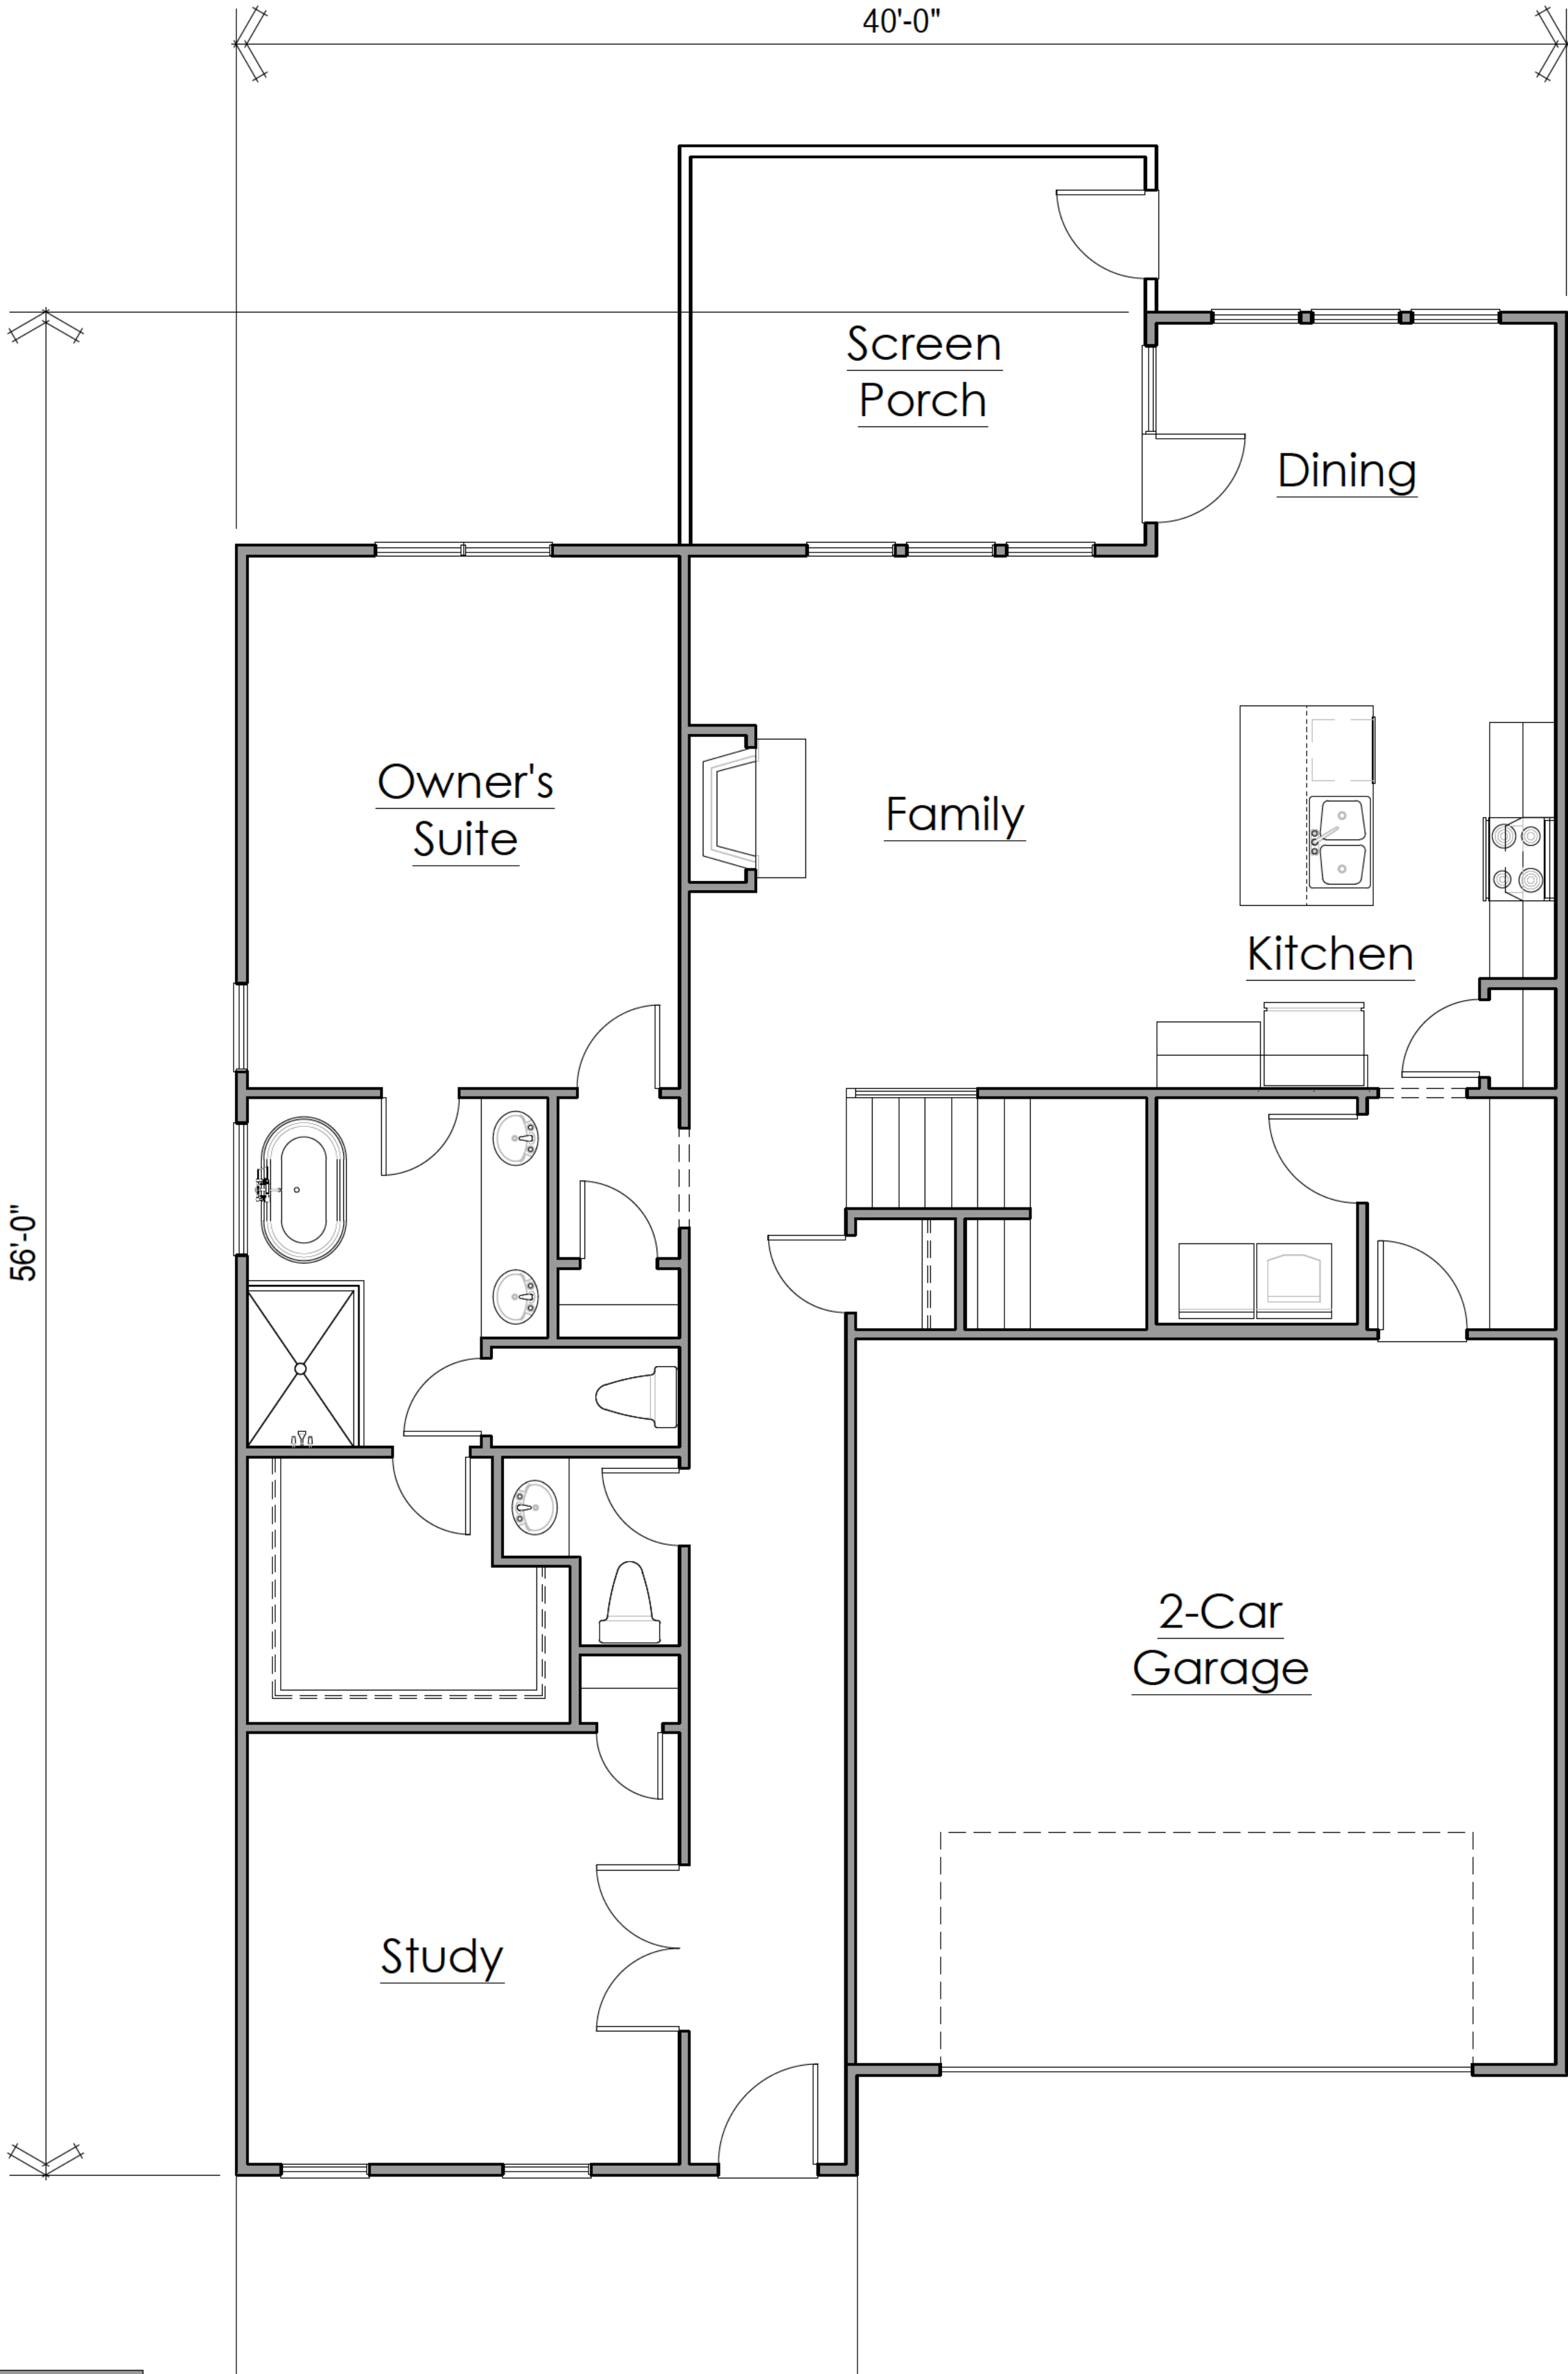 40'-0"
Screen
Porch
Dining
Owner's
Suite
Family
Kitchen
56'-0"
2-Car
Garage
Study